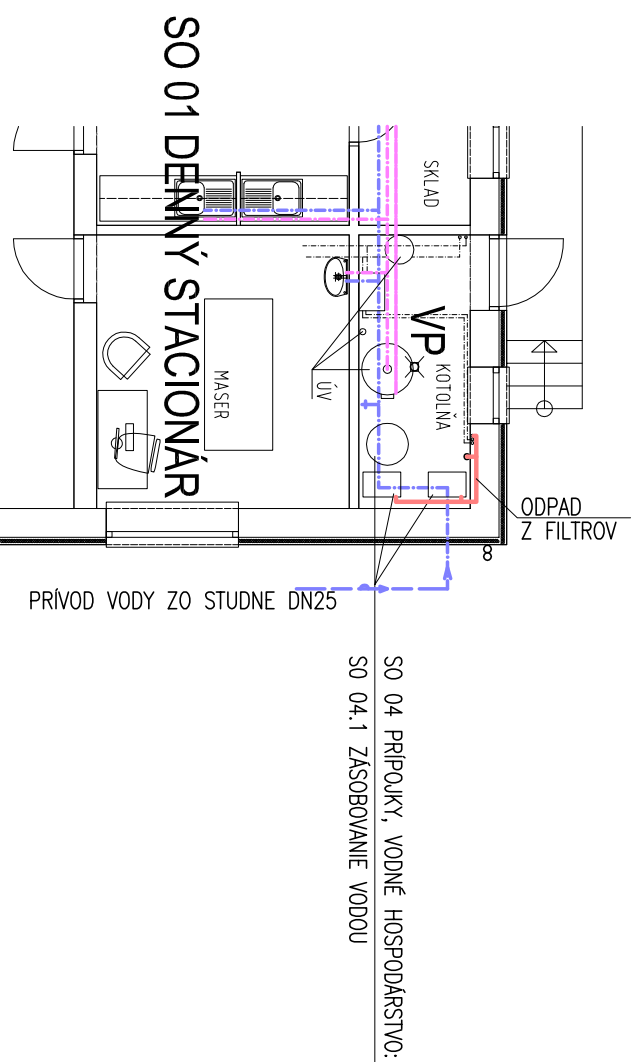 SO 01 DENNÝ STACIONÁR
SKLAD
VP
KOTOLŇA
ÚV
MASER
ODPAD
Z FILTROV
PRÍVOD VODY ZO STUDNE DN25
SO 04 PRÍPOJKY, VODNÉ HOSPODÁRSTVO:
SO 04.1 ZÁSOBOVANIE VODOU